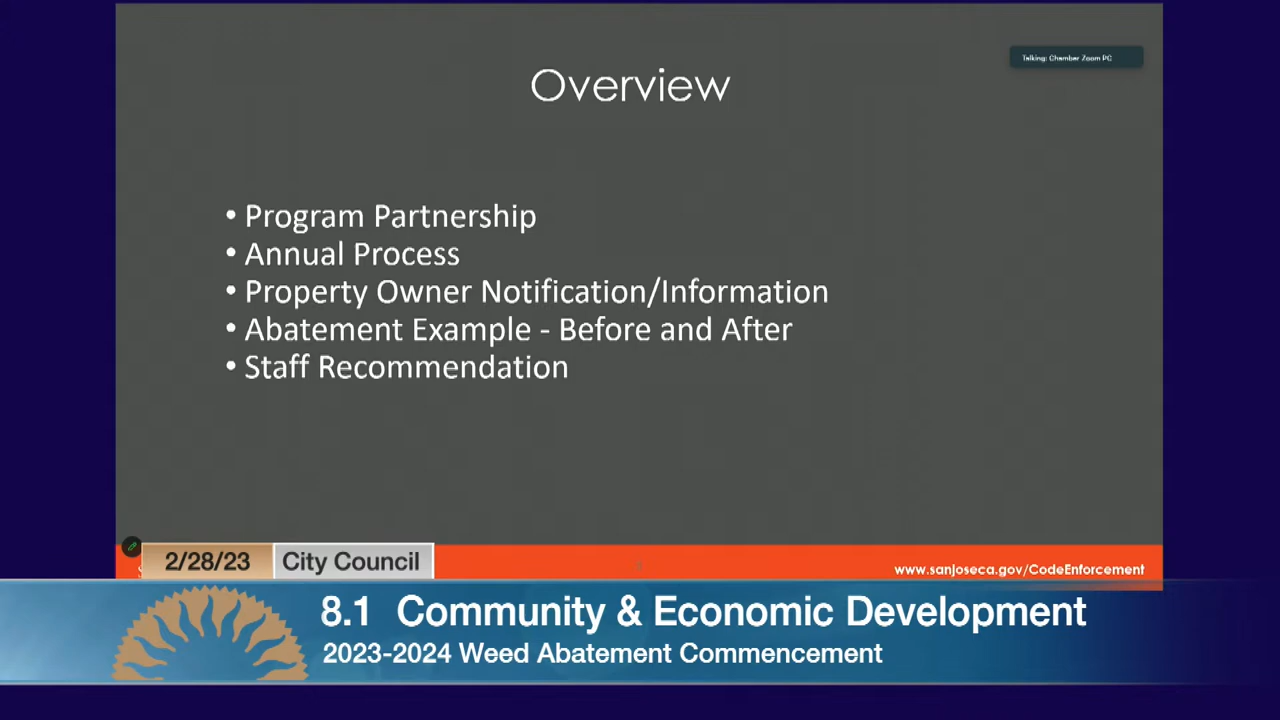 Talking: Chamber Zoom PC
Overview
• Program Partnership
• Annual Process
• Property Owner Notification/Information
• Abatement Example - Before and After
• Staff Recommendation
2/28/23 City Council
www.sanjoseca.gov/CodeEnforcement
8.1 Community & Economic Development
2023-2024 Weed Abatement Commencement